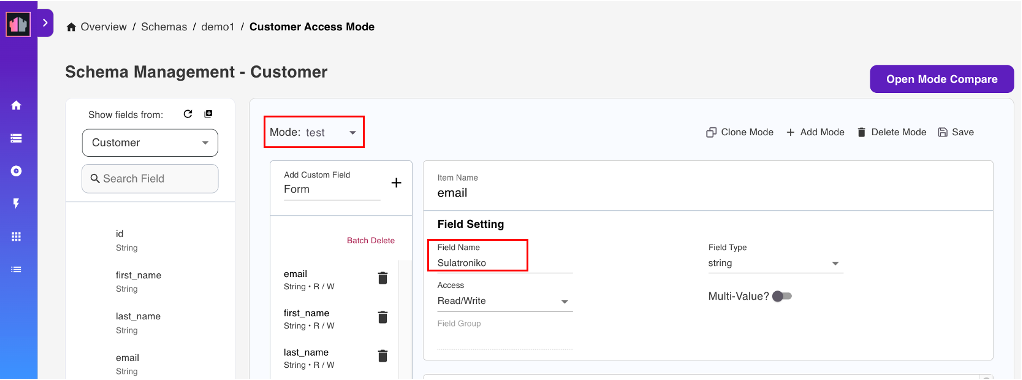 Overview / Schemas / demo1 / Customer Access Mode
Schema Management - Customer
Open Mode Compare
Show fields from:
Customer
Search Field
id
String
first_name
String
last_name
String
email
String
Mode: test
Clone Mode
Add Mode
Delete Mode
Save
Add Custom Field
Form
Batch Delete
email
String • R / W
first_name
String • R / W
last_name
String • R / W
Item Name
email
Field Setting
Field Name
Sulatroniko
Field Type
string
Access
Read/Write
Multi-Value?
Field Group